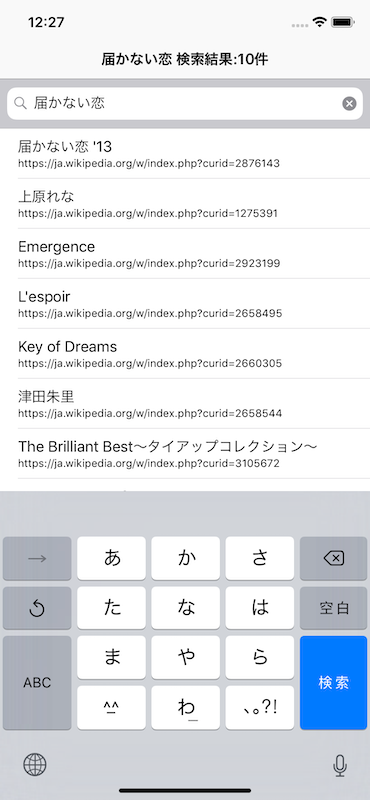 12:27
届かない恋 検索結果:10件
届かない恋
届かない恋 '13
https://ja.wikipedia.org/w/index.php?curid=2876143
上原れな
https://ja.wikipedia.org/w/index.php?curid=1275391
Emergence
https://ja.wikipedia.org/w/index.php?curid=2923199
L'espoir
https://ja.wikipedia.org/w/index.php?curid=2658495
Key of Dreams
https://ja.wikipedia.org/w/index.php?curid=2660305
津田朱里
https://ja.wikipedia.org/w/index.php?curid=2658544
The Brilliant Best〜タイアップコレクション〜
https://ja.wikipedia.org/w/index.php?curid=3105672
→ あ か さ
た な は 空白
ABC ま や ら 検索
^_^ わ_ 、。?!